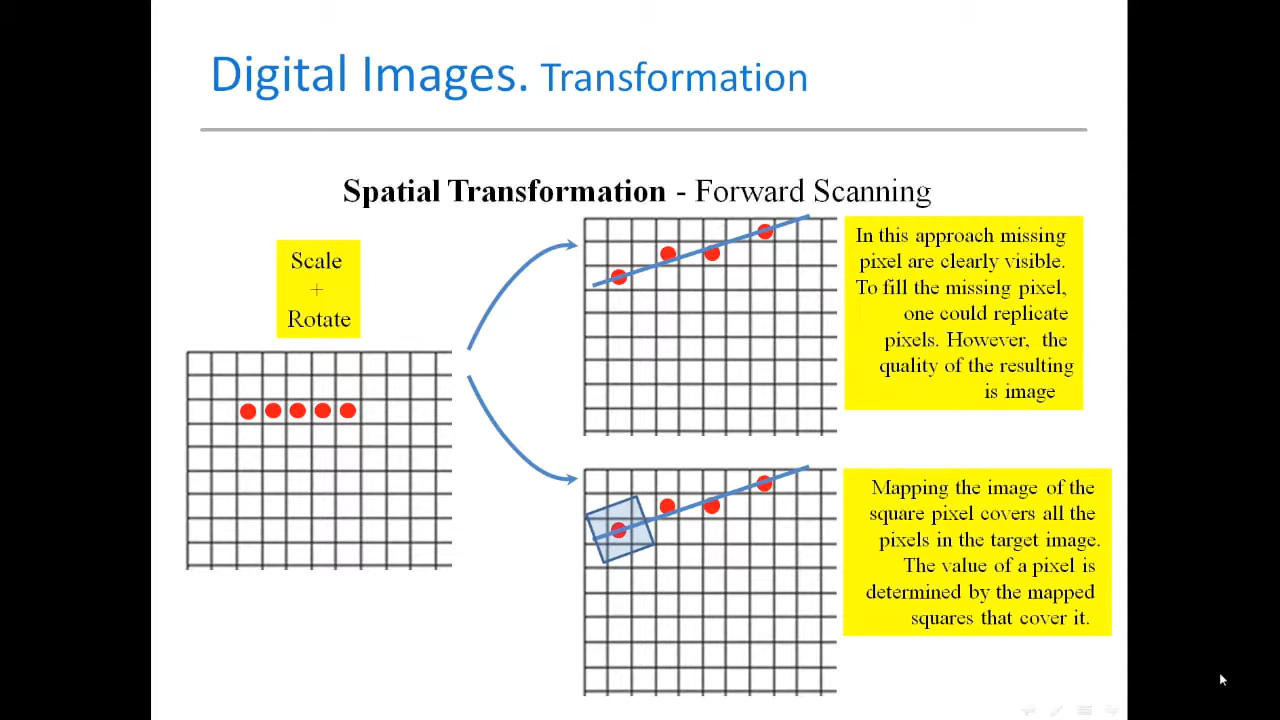 Digital Images. Transformation
Spatial Transformation - Forward Scanning
Scale
+
Rotate
In this approach missing
pixel are clearly visible.
To fill the missing pixel,
one could replicate
pixels. However, the
quality of the resulting
is image
Mapping the image of the
square pixel covers all the
pixels in the target image.
The value of a pixel is
determined by the mapped
squares that cover it.